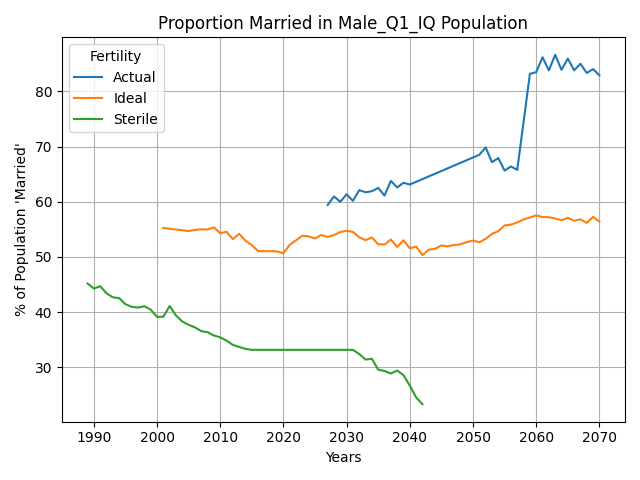 Proportion Married in Male_Q1_IQ Population
Fertility
Actual
Ideal
Sterile
% of Population 'Married'
80
70
60
50
40
30
1990 2000 2010 2020 2030 2040 2050 2060 2070
Years